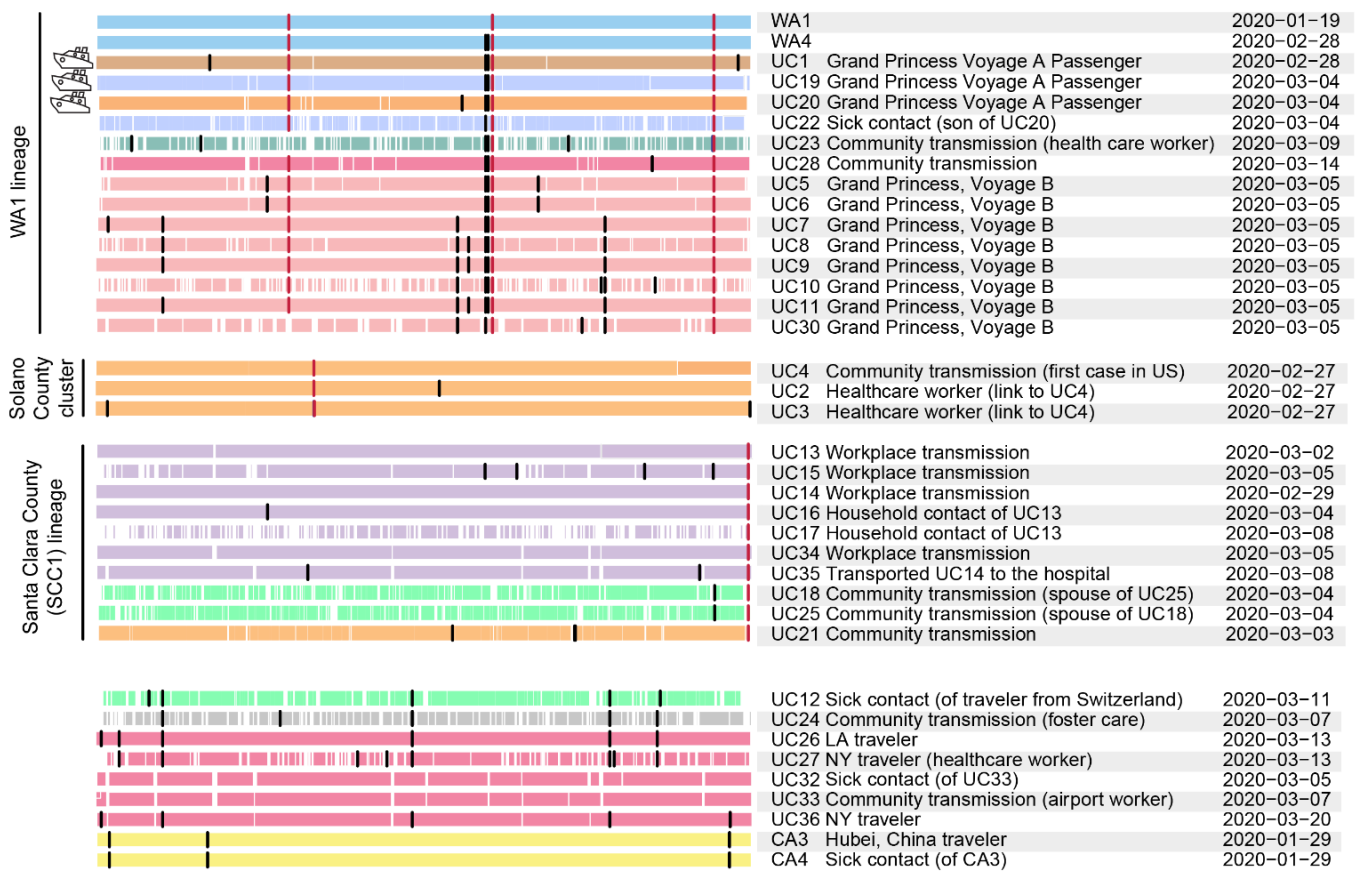 WA1 lineage
WA1 2020-01-19
WA4 2020-02-28
UC1 Grand Princess Voyage A Passenger 2020-02-28
UC19 Grand Princess Voyage A Passenger 2020-03-04
UC20 Grand Princess Voyage A Passenger 2020-03-04
UC22 Sick contact (son of UC20) 2020-03-04
UC23 Community transmission (health care worker) 2020-03-09
UC28 Community transmission 2020-03-14
UC5 Grand Princess, Voyage B 2020-03-05
UC6 Grand Princess, Voyage B 2020-03-05
UC7 Grand Princess, Voyage B 2020-03-05
UC8 Grand Princess, Voyage B 2020-03-05
UC9 Grand Princess, Voyage B 2020-03-05
UC10 Grand Princess, Voyage B 2020-03-05
UC11 Grand Princess, Voyage B 2020-03-05
UC30 Grand Princess, Voyage B 2020-03-05
Solano
County
cluster
UC4 Community transmission (first case in US) 2020-02-27
UC2 Healthcare worker (link to UC4) 2020-02-27
UC3 Healthcare worker (link to UC4) 2020-02-27
Santa Clara County
(SCC1) lineage
UC13 Workplace transmission 2020-03-02
UC15 Workplace transmission 2020-03-05
UC14 Workplace transmission 2020-02-29
UC16 Household contact of UC13 2020-03-04
UC17 Household contact of UC13 2020-03-08
UC34 Workplace transmission 2020-03-05
UC35 Transported UC14 to the hospital 2020-03-08
UC18 Community transmission (spouse of UC25) 2020-03-04
UC25 Community transmission (spouse of UC18) 2020-03-04
UC21 Community transmission 2020-03-03
UC12 Sick contact (of traveler from Switzerland) 2020-03-11
UC24 Community transmission (foster care) 2020-03-07
UC26 LA traveler 2020-03-13
UC27 NY traveler (healthcare worker) 2020-03-13
UC32 Sick contact (of UC33) 2020-03-05
UC33 Community transmission (airport worker) 2020-03-07
UC36 NY traveler 2020-03-20
CA3 Hubei, China traveler 2020-01-29
CA4 Sick contact (of CA3) 2020-01-29